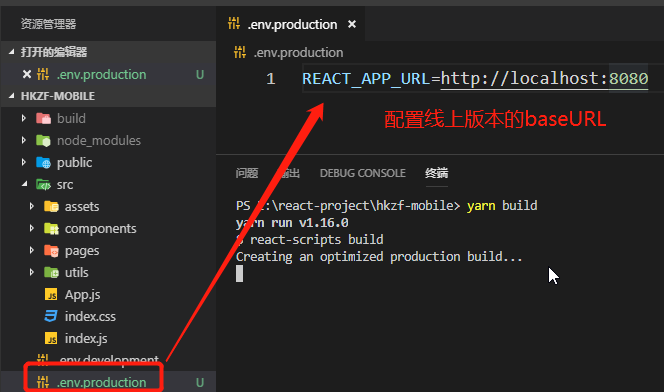 资源管理器
打开的编辑器
.env.production U
HKZF-MOBILE
build
node_modules
public
src
assets
components
pages
utils
App.js
index.css
index.js
.env.development
.env.production U
.env.production
.env.production
1 REACT_APP_URL=http://localhost:8080
配置线上版本的baseURL
问题 输出 DEBUG CONSOLE 终端
PS E:\react-project\hkzf-mobile> yarn build
yarn run v1.16.0
$ react-scripts build
Creating an optimized production build...